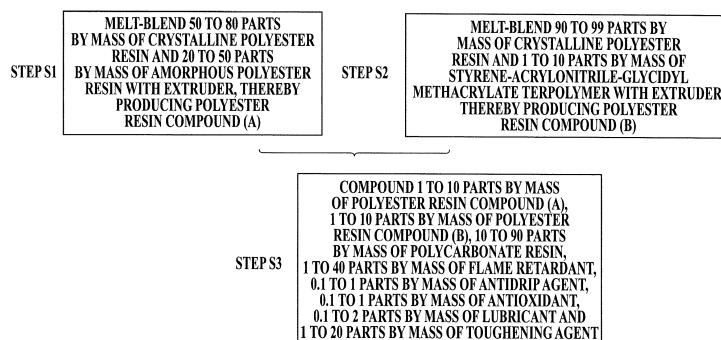 STEP S1
MELT-BLEND 50 TO 80 PARTS
BY MASS OF CRYSTALLINE POLYESTER
RESIN AND 20 TO 50 PARTS
BY MASS OF AMORPHOUS POLYESTER
RESIN WITH EXTRUDER, THEREBY
PRODUCING POLYESTER
RESIN COMPOUND (A)
STEP S2
MELT-BLEND 90 TO 99 PARTS BY
MASS OF CRYSTALLINE POLYESTER
RESIN AND 1 TO 10 PARTS BY MASS OF
STYRENE-ACRYLONITRILE-GLYCIDYL
METHACRYLATE TERPOLYMER WITH EXTRUDER
THEREBY PRODUCING POLYESTER
RESIN COMPOUND (B)
STEP S3
COMPOUND 1 TO 10 PARTS BY MASS
OF POLYESTER RESIN COMPOUND (A),
1 TO 10 PARTS BY MASS OF POLYESTER
RESIN COMPOUND (B), 10 TO 90 PARTS
BY MASS OF POLYCARBONATE RESIN,
1 TO 40 PARTS BY MASS OF FLAME RETARDANT,
0.1 TO 1 PARTS BY MASS OF ANTIDRIP AGENT,
0.1 TO 1 PARTS BY MASS OF ANTIOXIDANT,
0.1 TO 2 PARTS BY MASS OF LUBRICANT AND
1 TO 20 PARTS BY MASS OF TOUGHENING AGENT